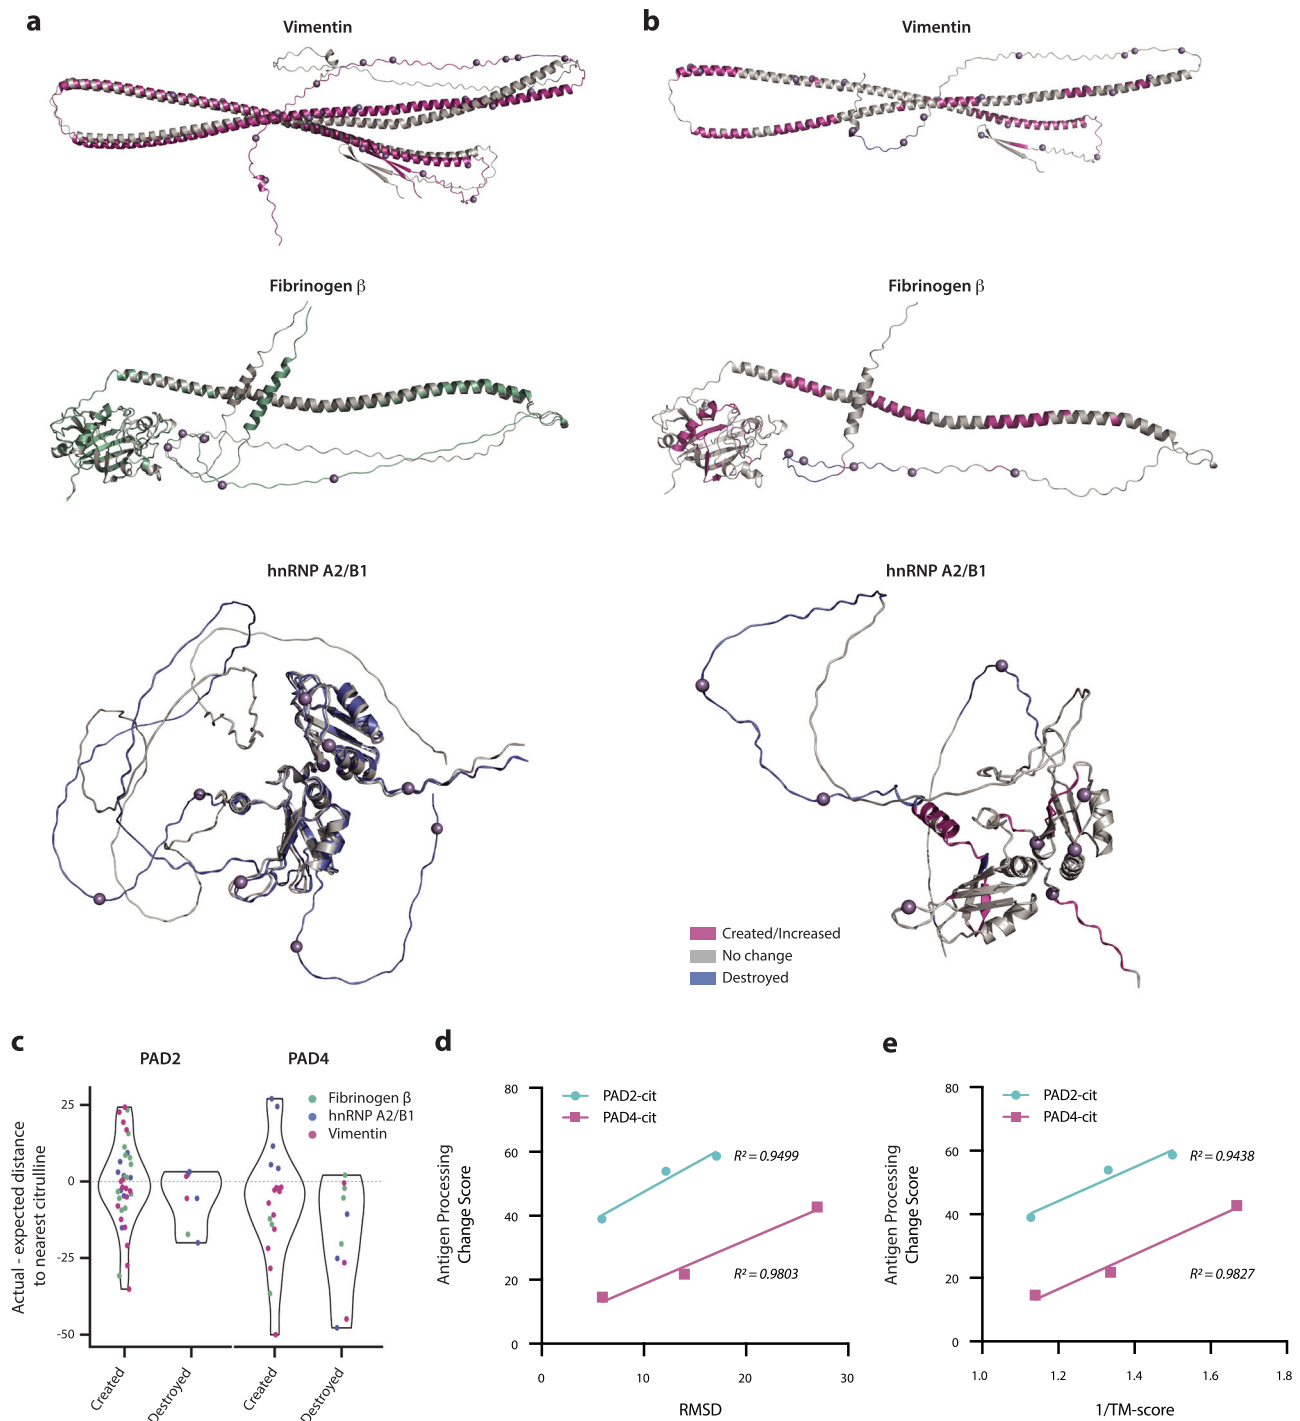 a
Vimentin
b
Vimentin
Fibrinogen β
Fibrinogen β
hnRNP A2/B1
hnRNP A2/B1
Created/Increased
No change
Destroyed
c
PAD2
PAD4
Fibrinogen β
hnRNP A2/B1
Vimentin
Actual - expected distance
to nearest citrulline
25
0
-25
-50
Created
Destroyed
Created
Destroyed
d
PAD2-cit
PAD4-cit
Antigen Processing
Change Score
80
60
40
20
0
R² = 0.9499
R² = 0.9803
0
10
20
30
RMSD
e
PAD2-cit
PAD4-cit
Antigen Processing
Change Score
80
60
40
20
0
R² = 0.9438
R² = 0.9827
1.0
1.2
1.4
1.6
1.8
1/TM-score